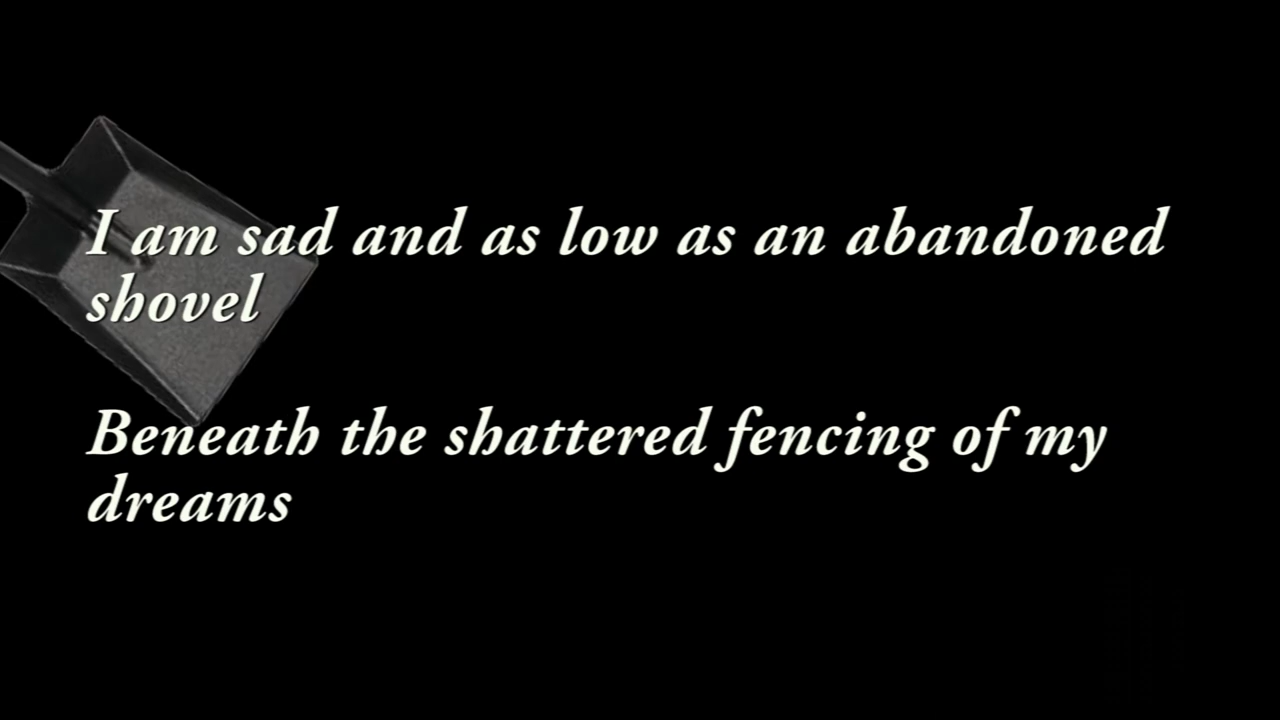 I am sad and as low as an abandoned
shovel
Beneath the shattered fencing of my
dreams